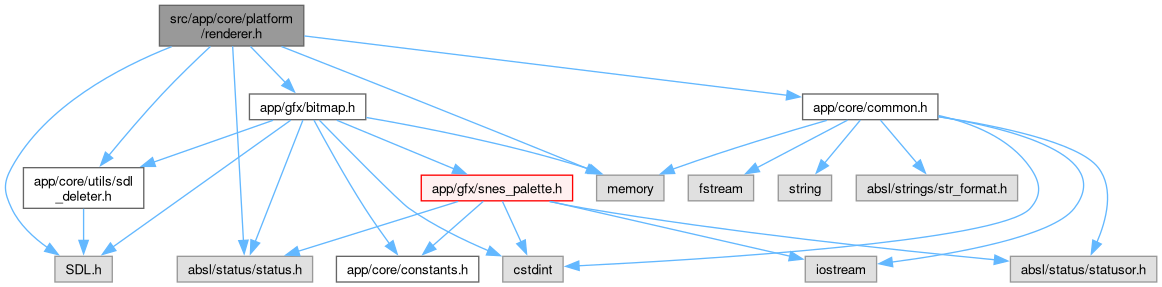 src/app/core/platform
/renderer.h
app/gfx/bitmap.h
app/core/common.h
app/core/utils/sdl
_deleter.h
app/gfx/snes_palette.h
memory
fstream
string
absl/strings/str_format.h
SDL.h
absl/status/status.h
app/core/constants.h
cstdint
iostream
absl/status/statusor.h